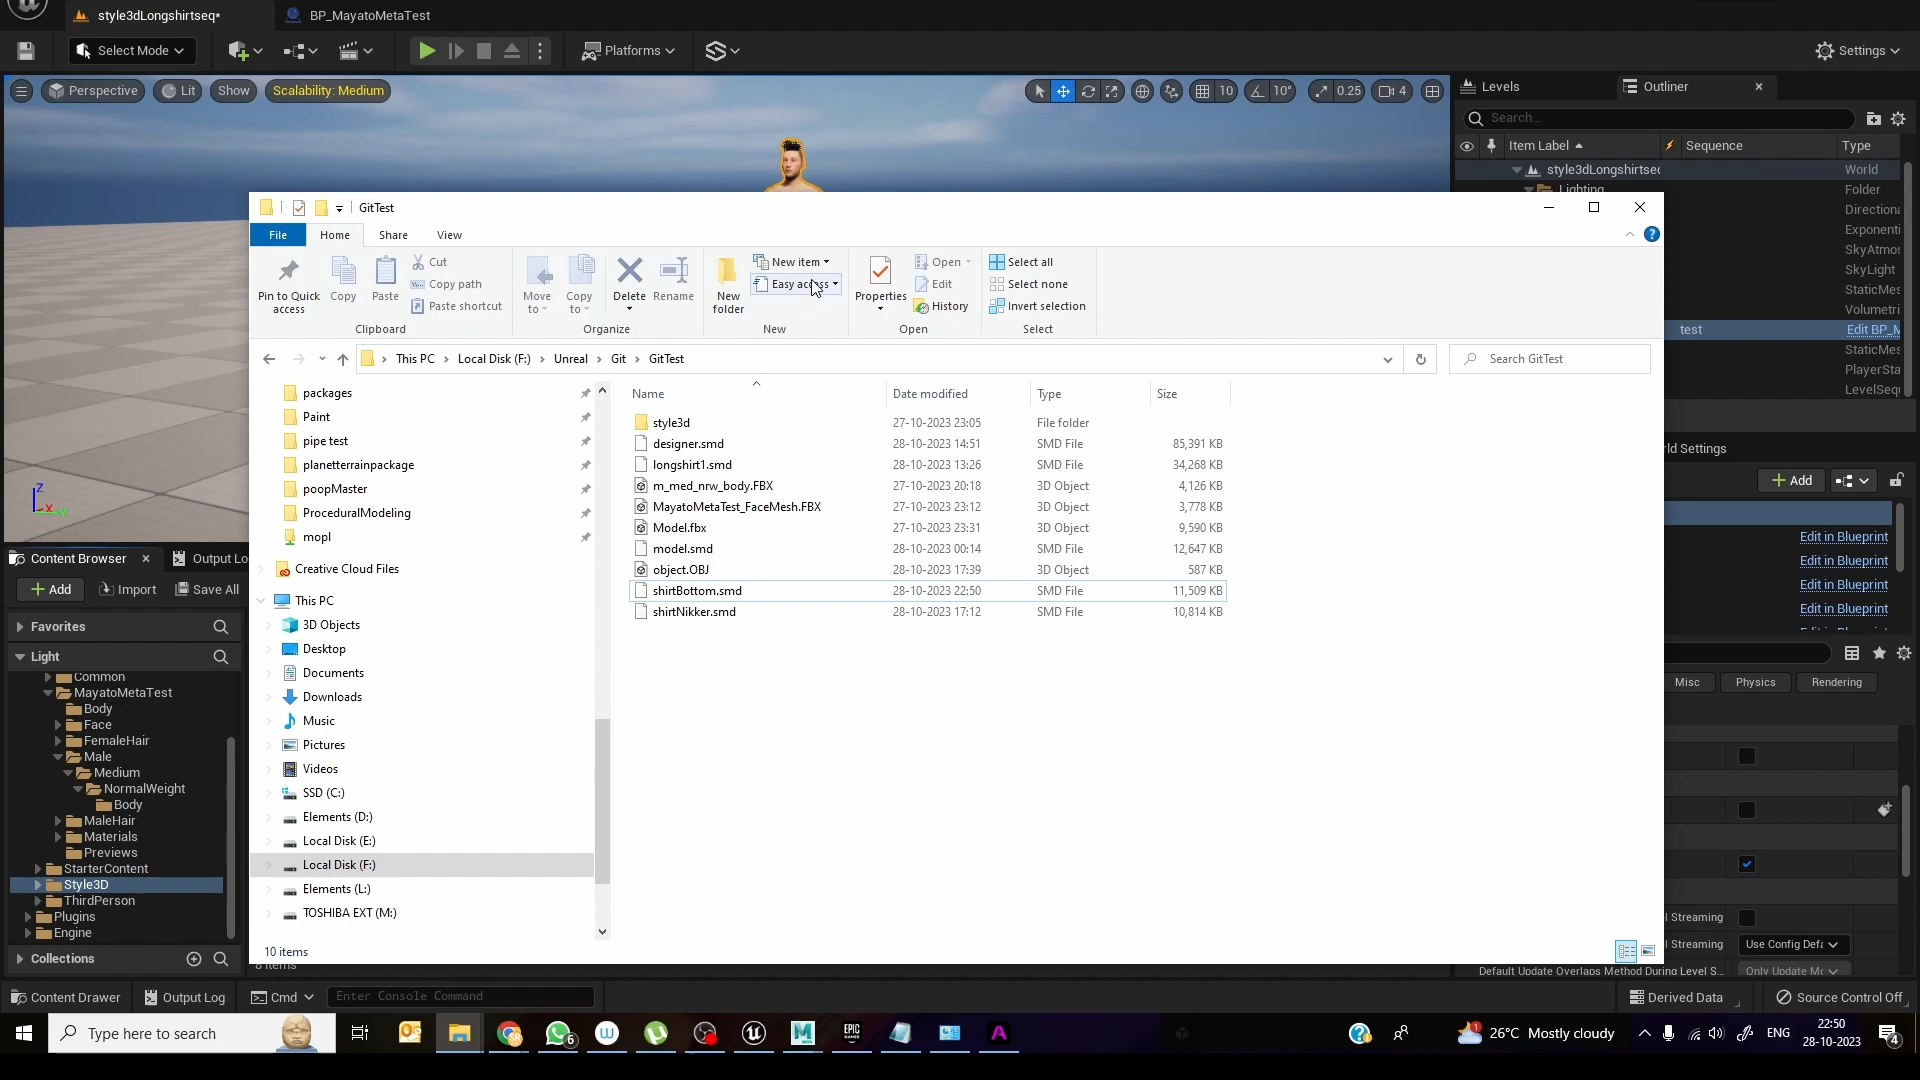 style3dLongshirtseq*
BP_MayatoMetaTest
Select Mode
Platforms
Settings
Perspective
Lit
Show
Scalability: Medium
10
10°
0.25
4
Levels
Outliner
Search...
Item Label
Sequence
Type
style3dLongshirtsec
World
Lighting
Folder
Directiona
Exponenti
SkyAtmos
SkyLight
StaticMes
Volumetri
test
Edit BP_M
StaticMes
PlayerSta
LevelSeq
GitTest
File
Home
Share
View
Pin to Quick access
Copy
Paste
Cut
Copy path
Paste shortcut
Clipboard
Move to
Copy to
Delete
Rename
Organize
New folder
New item
Easy access
New
Properties
Open
Edit
History
Open
Select all
Select none
Invert selection
Select
This PC
Local Disk (F:)
Unreal
Git
GitTest
Search GitTest
packages
Paint
pipe test
planetterrainpackage
poopMaster
ProceduralModeling
mopl
Creative Cloud Files
This PC
3D Objects
Desktop
Documents
Downloads
Music
Pictures
Videos
SSD (C:)
Elements (D:)
Local Disk (E:)
Local Disk (F:)
Elements (L:)
TOSHIBA EXT (M:)
Name Date modified Type Size
style3d 27-10-2023 23:05 File folder
designer.smd 28-10-2023 14:51 SMD File 85,391 KB
longshirt1.smd 28-10-2023 13:26 SMD File 34,268 KB
m_med_nrw_body.FBX 27-10-2023 20:18 3D Object 4,126 KB
MayatoMetaTest_FaceMesh.FBX 27-10-2023 23:12 3D Object 3,778 KB
Model.fbx 27-10-2023 23:31 3D Object 9,590 KB
model.smd 28-10-2023 00:14 SMD File 12,647 KB
object.OBJ 28-10-2023 17:39 3D Object 587 KB
shirtBottom.smd 28-10-2023 22:50 SMD File 11,509 KB
shirtNikker.smd 28-10-2023 17:12 SMD File 10,814 KB
10 items
8 items
ld Settings
Add
Edit in Blueprint
Edit in Blueprint
Edit in Blueprint
Edit in Blueprint
Misc
Physics
Rendering
l Streaming
l Streaming
Use Config Defa
Default Update Overlaps Method During Level S...
Only Update Mo
Content Browser
Output Lo
Add
Import
Save All
Favorites
Light
Common
MayatoMetaTest
Body
Face
FemaleHair
Male
Medium
NormalWeight
Body
MaleHair
Materials
Previews
StarterContent
Style3D
ThirdPerson
Plugins
Engine
Collections
Content Drawer
Output Log
Cmd
Enter Console Command
Derived Data
Source Control Off
Type here to search
6
26°C Mostly cloudy
ENG
22:50
28-10-2023
4